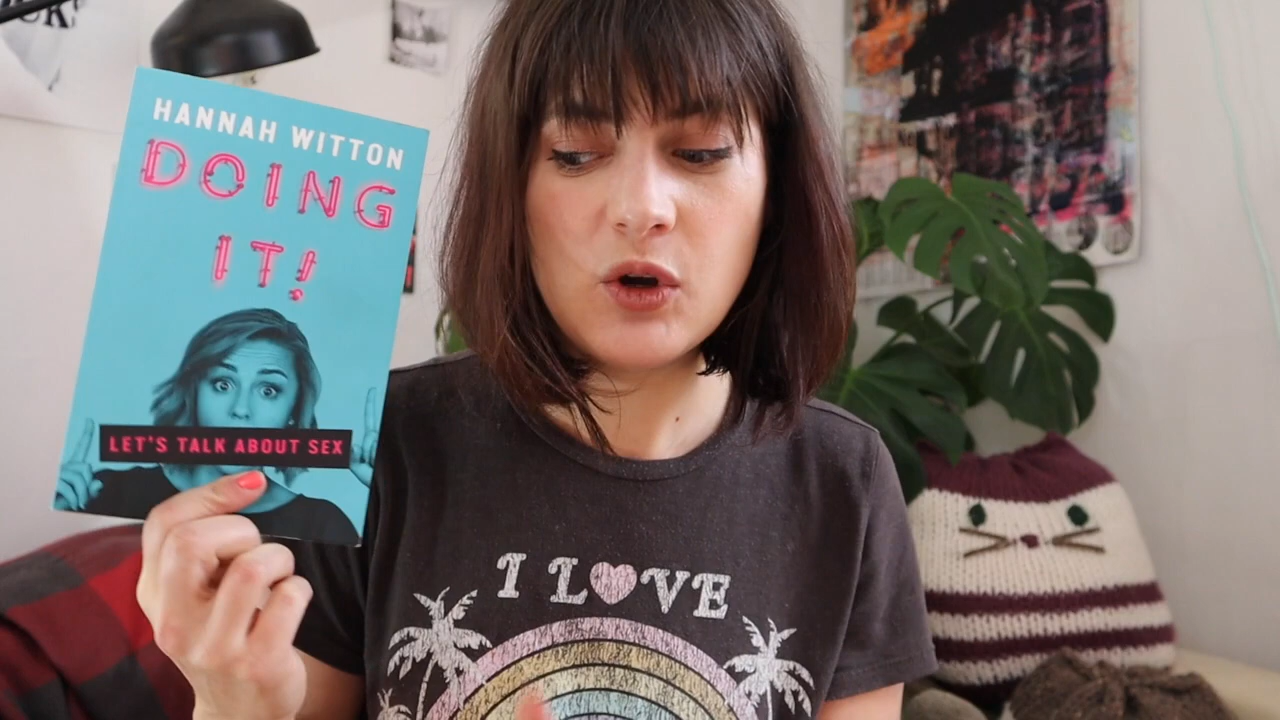 HANNAH WITTON
DOING
IT!
LET'S TALK ABOUT SEX
I LOVE